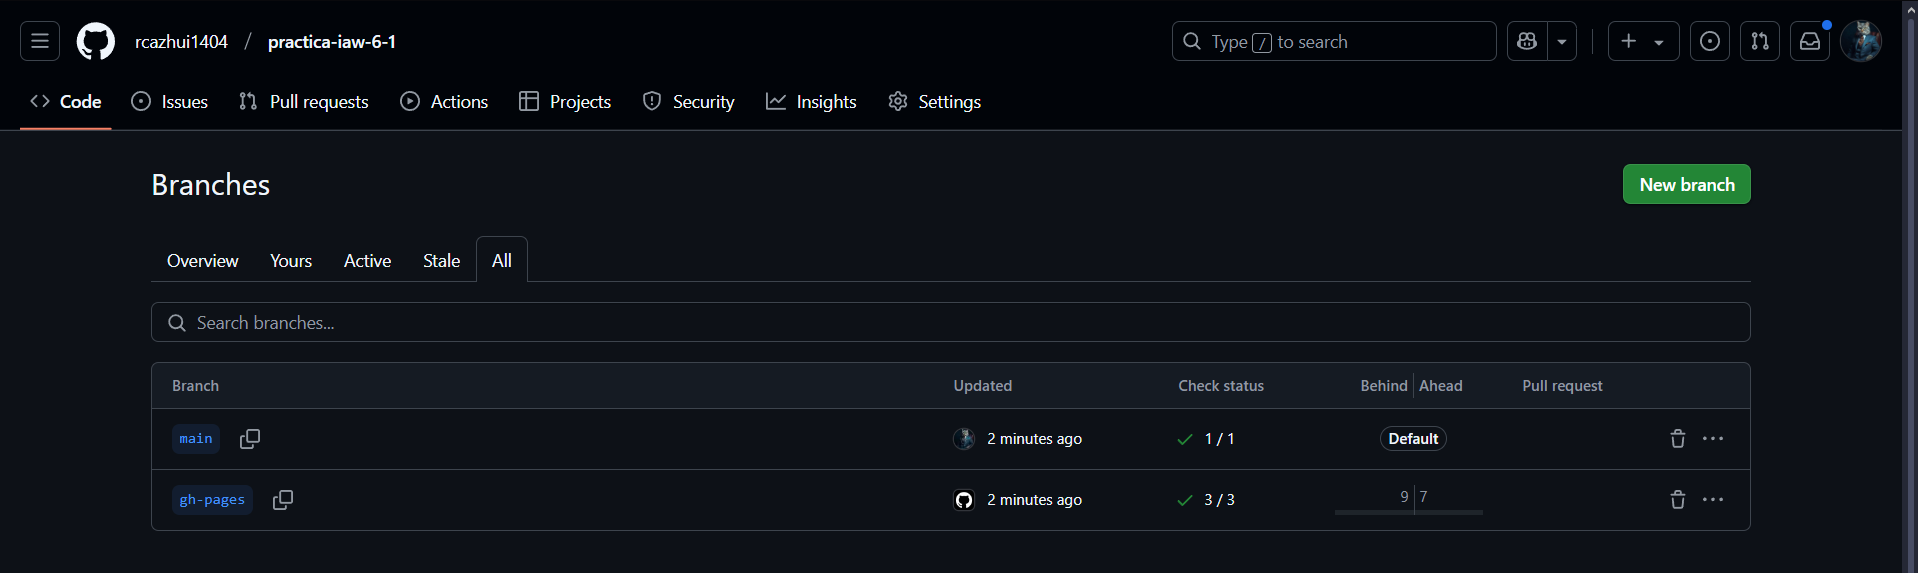 rcazhui1404 / practica-iaw-6-1 Type / to search
Code Issues Pull requests Actions Projects Security Insights Settings
Branches New branch
Overview Yours Active Stale All
Search branches...
Branch Updated Check status Behind Ahead Pull request
main 2 minutes ago 1 / 1 Default
gh-pages 2 minutes ago 3 / 3 9 7